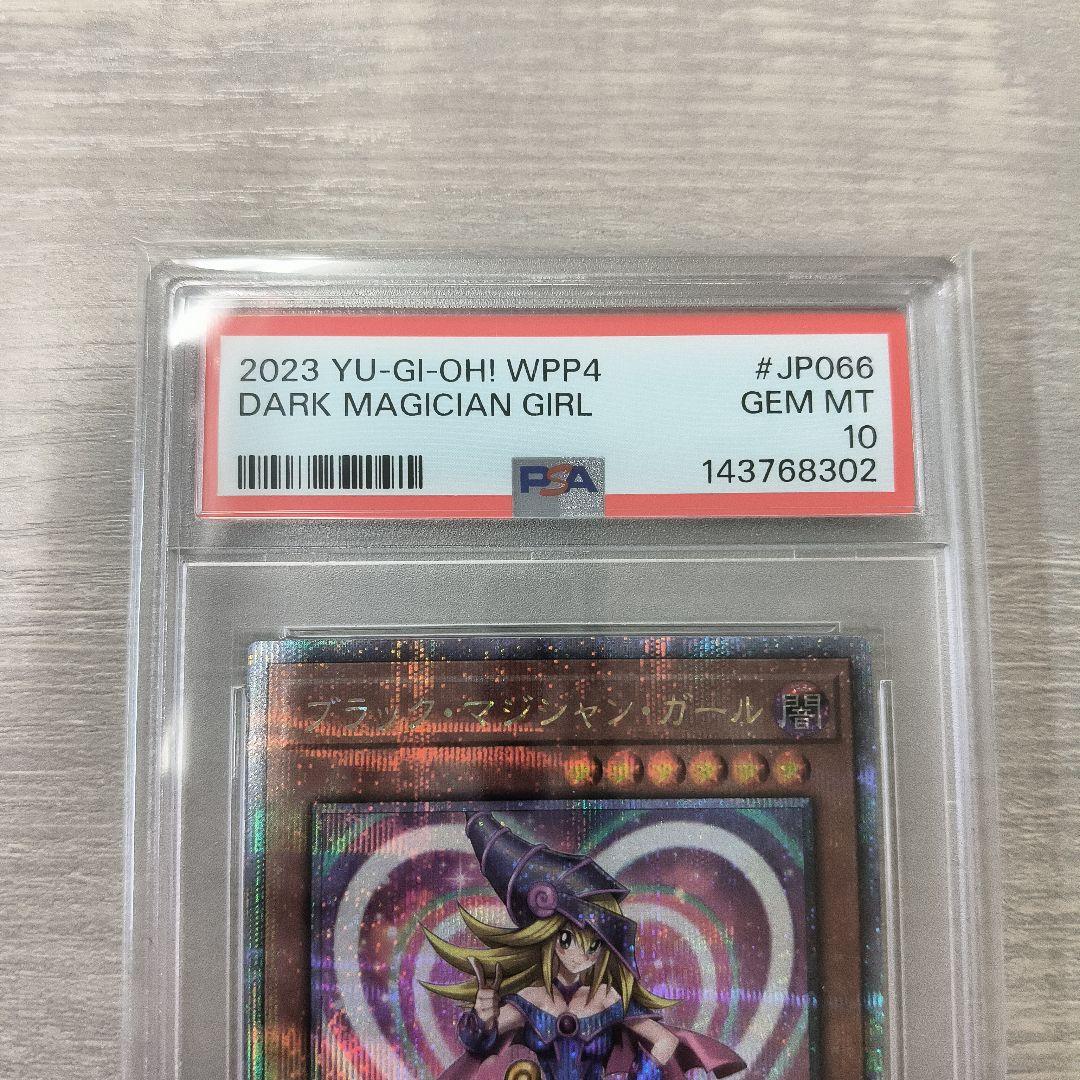 2023 YU-GI-OH! WPP4 #JP066
DARK MAGICIAN GIRL GEM MT
10
PSA 143768302
ブラック・マジシャン・ガール 闇